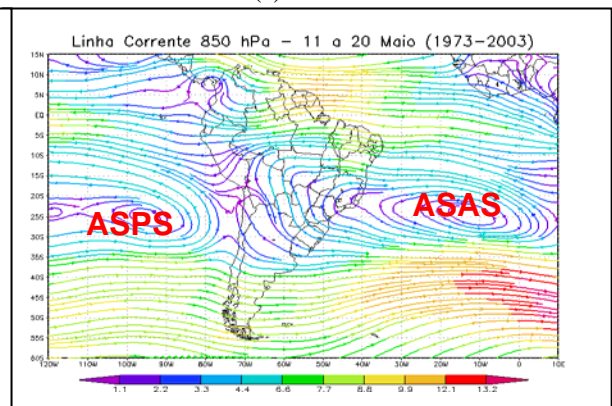 Linha Corrente 850 hPa – 11 a 20 Maio (1973–2003)
15N
10N
5N
EQ
5S
10S
15S
20S
25S
30S
35S
40S
45S
50S
55S
60S
ASPS
ASAS
120W 110W 100W 90W 80W 70W 60W 50W 40W 30W 20W 10W 0 10E
1.1 2.2 3.3 4.4 6.6 7.7 8.8 9.9 12.1 13.2